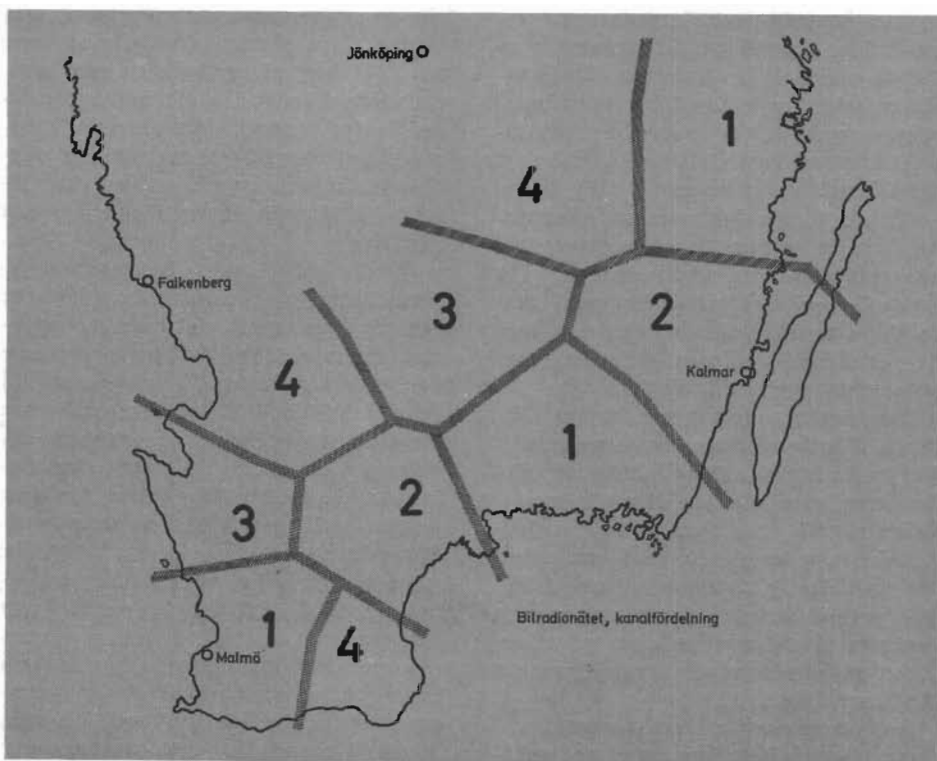 Jönköping
1
4
Falkenberg
3
2
Kalmar
4
1
2
3
Bilradionätet, kanalfördelning
1
4
Malmö